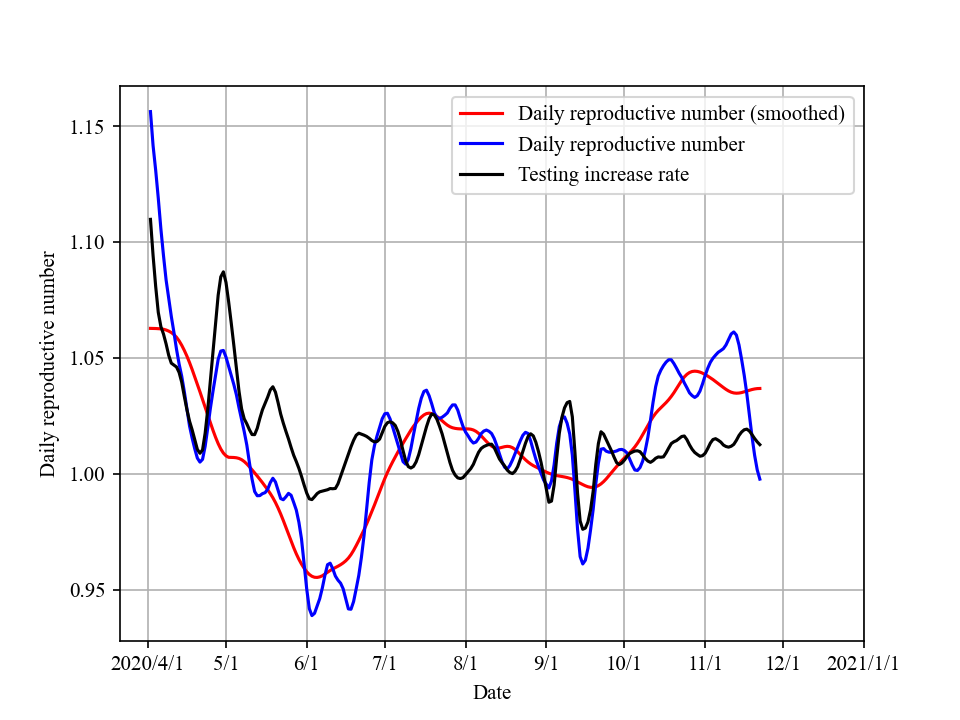 Daily reproductive number (smoothed)
Daily reproductive number
Testing increase rate
1.15
1.10
1.05
1.00
0.95
Daily reproductive number
2020/4/1 5/1 6/1 7/1 8/1 9/1 10/1 11/1 12/1 2021/1/1
Date